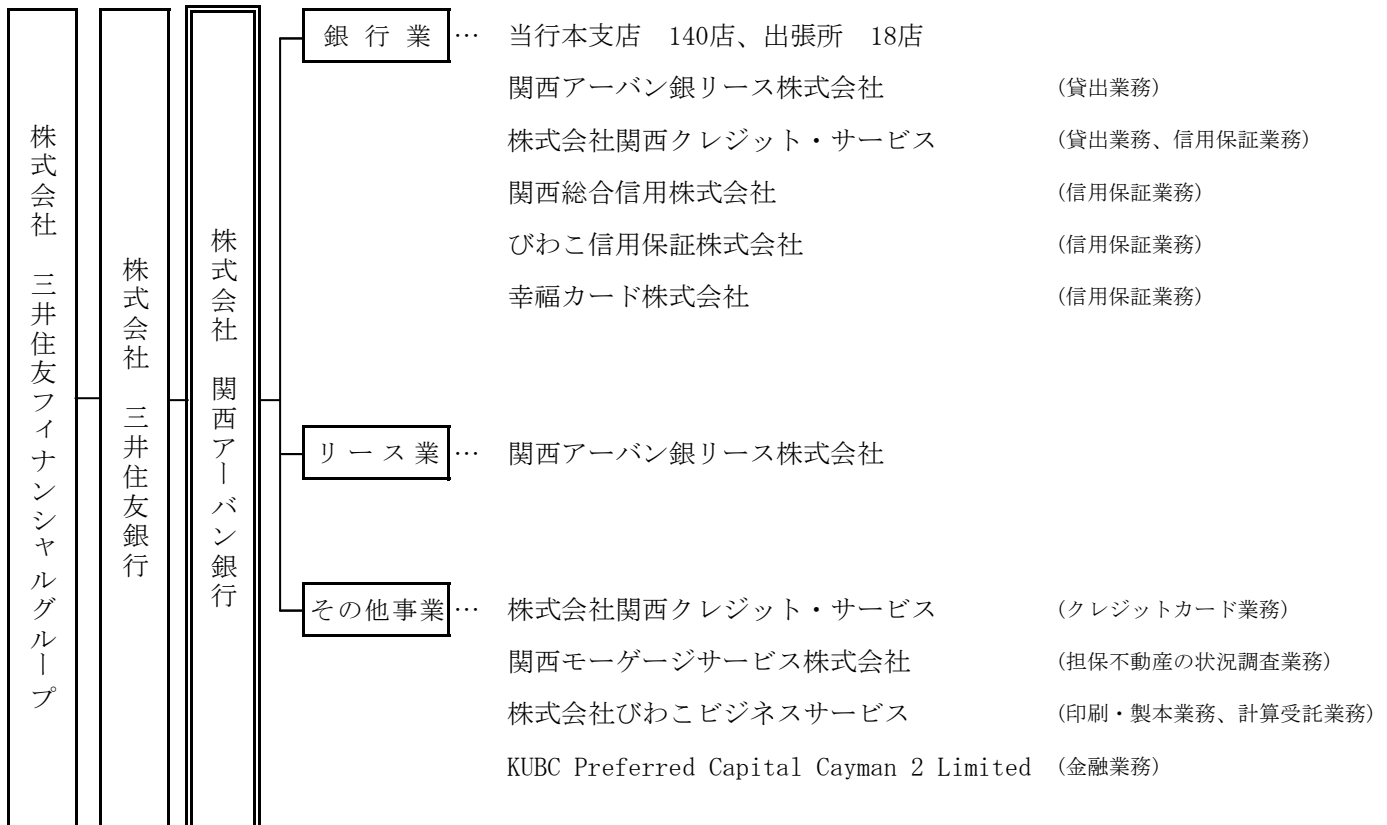 株式会社　三井住友フィナンシャルグループ
株式会社　三井住友銀行
株式会社　関西アーバン銀行
銀行業… 当行本支店　140店、出張所　18店
関西アーバン銀リース株式会社 (貸出業務)
株式会社関西クレジット・サービス (貸出業務、信用保証業務)
関西総合信用株式会社 (信用保証業務)
びわこ信用保証株式会社 (信用保証業務)
幸福カード株式会社 (信用保証業務)
リース業… 関西アーバン銀リース株式会社
その他事業… 株式会社関西クレジット・サービス (クレジットカード業務)
関西モーゲージサービス株式会社 (担保不動産の状況調査業務)
株式会社びわこビジネスサービス (印刷・製本業務、計算受託業務)
KUBC Preferred Capital Cayman 2 Limited (金融業務)